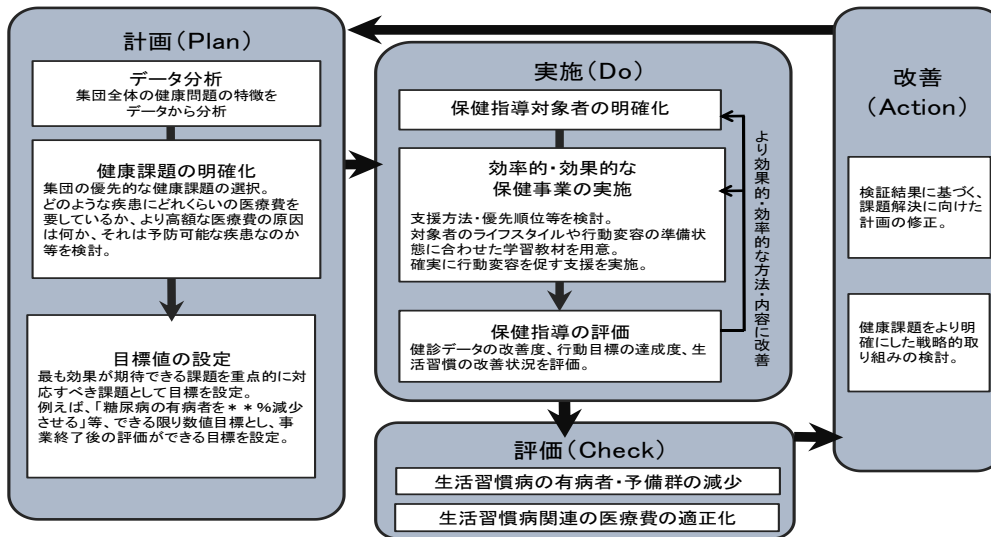 計画(Plan)
データ分析
集団全体の健康問題の特徴を
データから分析
健康課題の明確化
集団の優先的な健康課題の選択。
どのような疾患にどれくらいの医療費を
要しているか、より高額な医療費の原因
は何か、それは予防可能な疾患なのか
等を検討。
目標値の設定
最も効果が期待できる課題を重点的に対
応すべき課題として目標を設定。
例えば、「糖尿病の有病者を**%減少
させる」等、できる限り数値目標とし、事
業終了後の評価ができる目標を設定。
実施(Do)
保健指導対象者の明確化
効率的・効果的な
保健事業の実施
支援方法・優先順位等を検討。
対象者のライフスタイルや行動変容の準備状
態に合わせた学習教材を用意。
確実に行動変容を促す支援を実施。
保健指導の評価
健診データの改善度、行動目標の達成度、生
活習慣の改善状況を評価。
より効果的・効率的な方法・内容に改善
評価(Check)
生活習慣病の有病者・予備群の減少
生活習慣病関連の医療費の適正化
改善
(Action)
検証結果に基づく、
課題解決に向けた
計画の修正。
健康課題をより明
確にした戦略的取
り組みの検討。